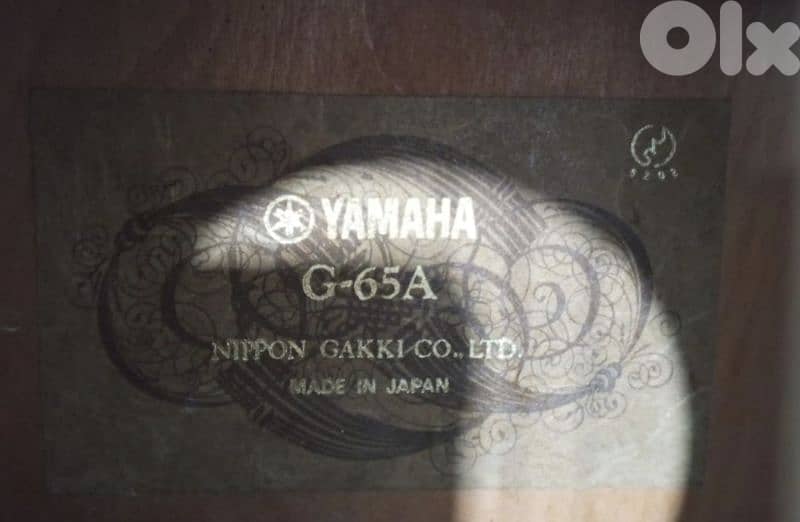 Olx
YAMAHA
G-65A
NIPPON GAKKI CO., LTD.
MADE IN JAPAN